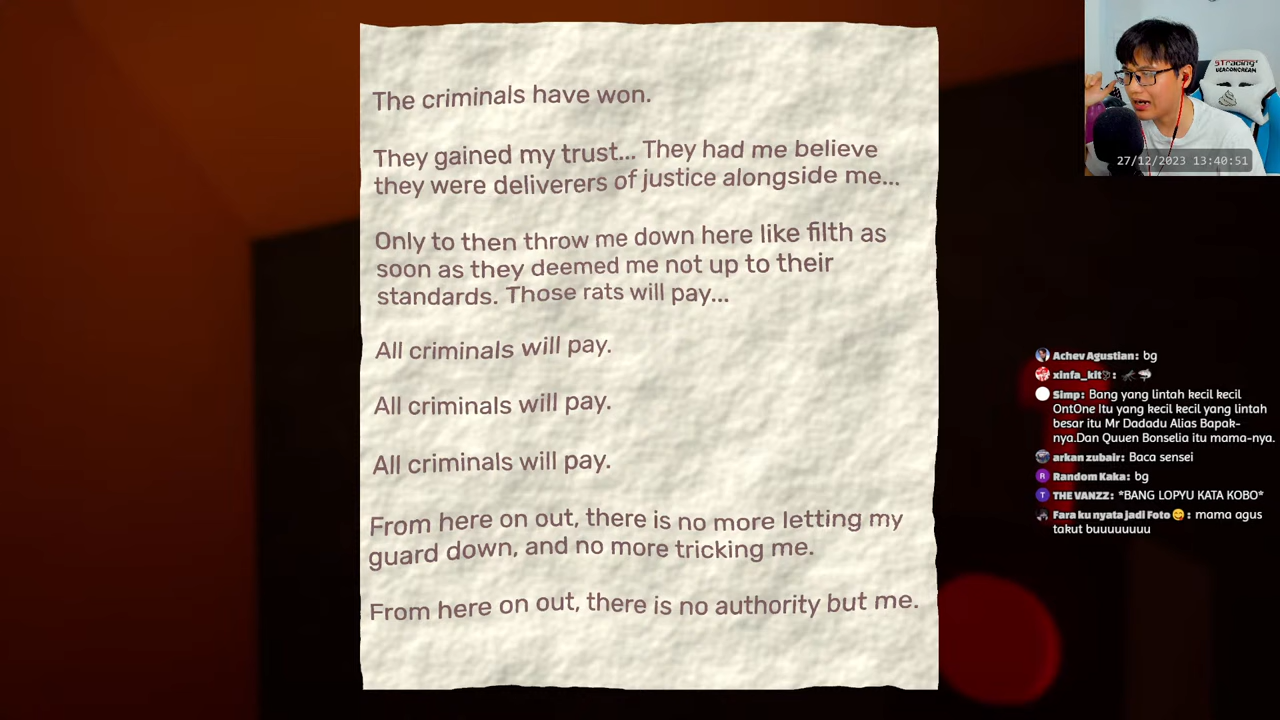 The criminals have won.
They gained my trust... They had me believe
they were deliverers of justice alongside me...
Only to then throw me down here like filth as
soon as they deemed me not up to their
standards. Those rats will pay...
All criminals will pay.
All criminals will pay.
All criminals will pay.
From here on out, there is no more letting my
guard down, and no more tricking me.
From here on out, there is no authority but me.
27/12/2023 13:40:51
Achev Agustian: bg
xinfa_kit:
Simp: Bang yang lintah kecil kecil
OntOne Itu yang kecil kecil yang lintah
besar itu Mr Dadadu Alias Bapak-
nya.Dan Quuen Bonselia itu mama-nya.
arkan zubair: Baca sensei
Random Kaka: bg
THE VANZZ: *BANG LOPYU KATA KOBO*
Fara ku nyata jadi Foto😋: mama agus
takut buuuuuuuu